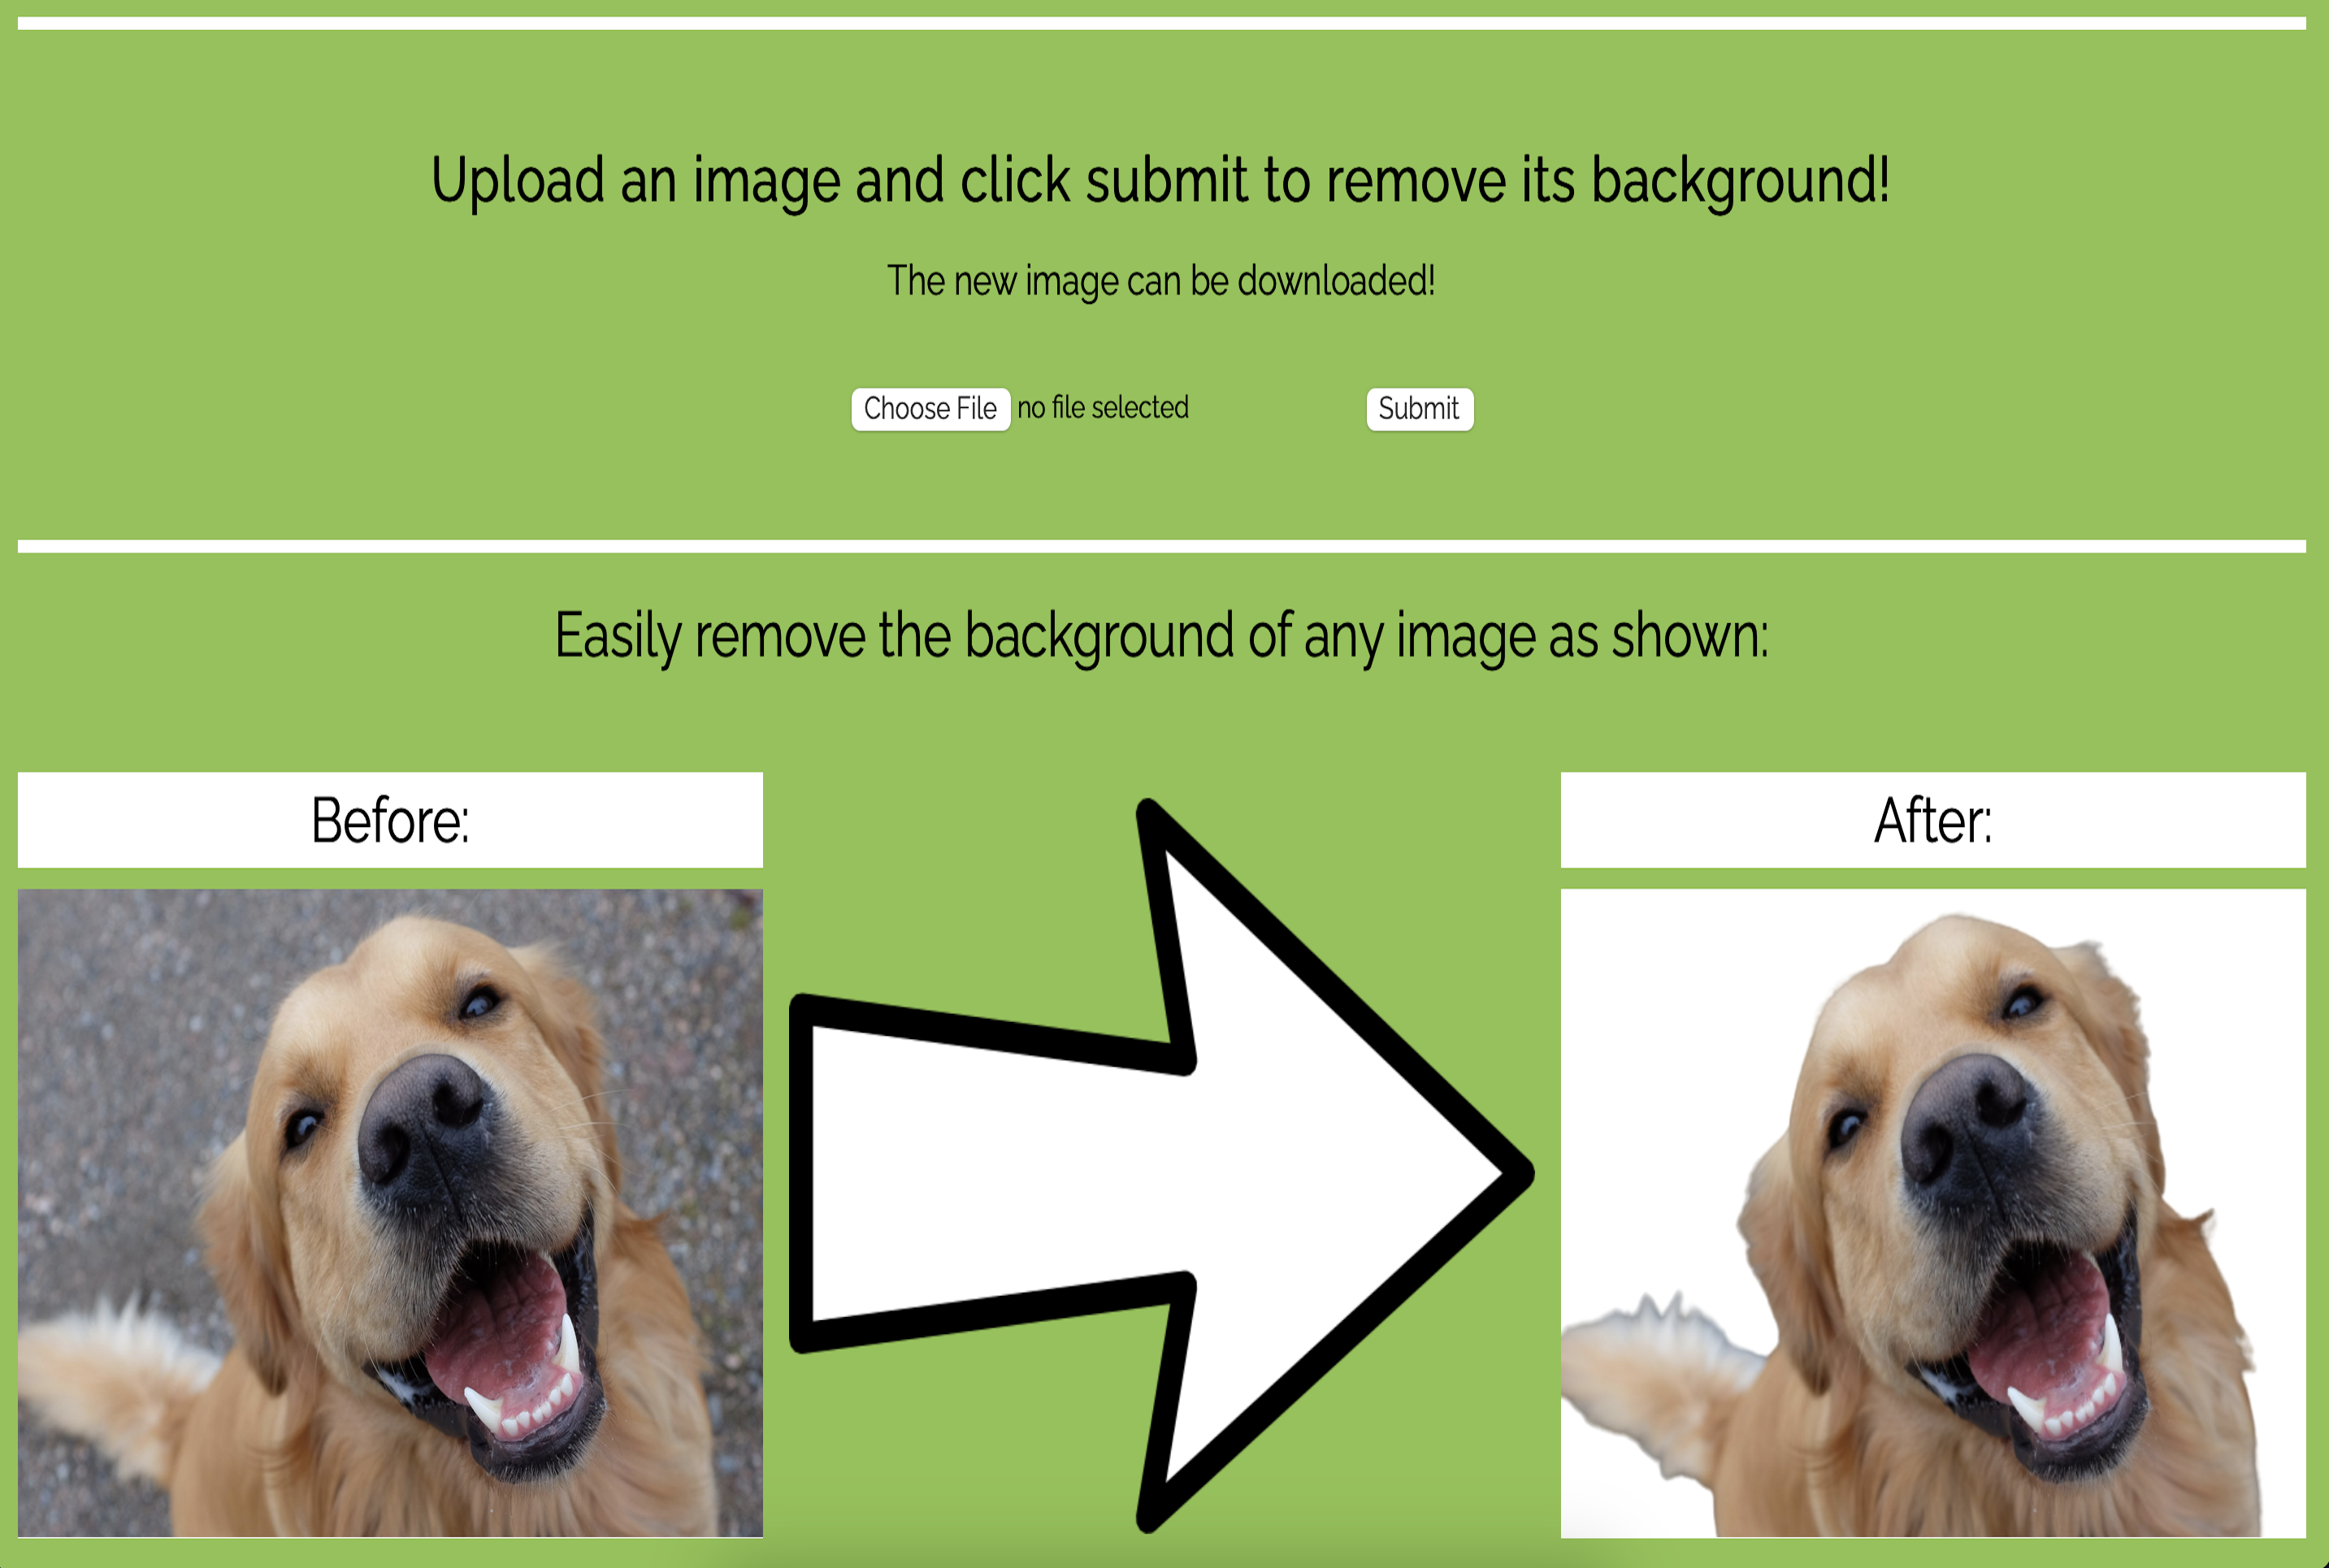 Upload an image and click submit to remove its background!
The new image can be downloaded!
Choose File no file selected Submit
Easily remove the background of any image as shown:
Before: After: